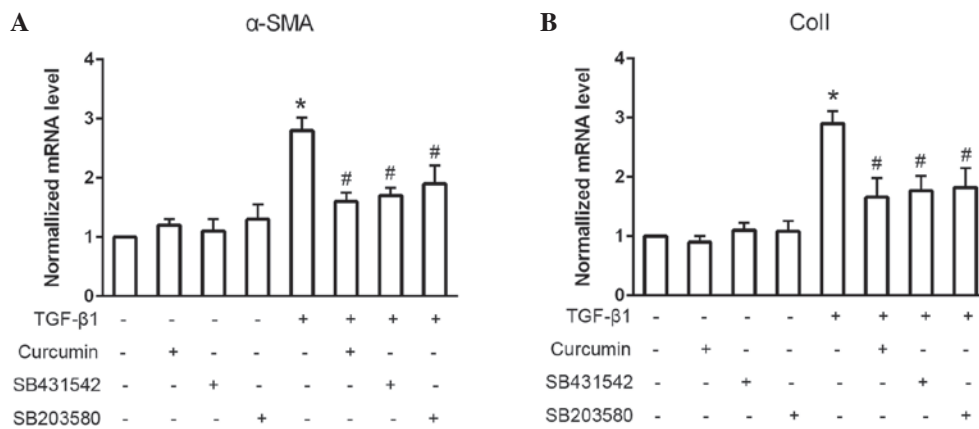 A
α-SMA
Normallized mRNA level
4
3
2
1
0
*
#
#
#
TGF-β1 - - - - + + + +
Curcumin - + - - - + - -
SB431542 - - + - - - + -
SB203580 - - - + - - - +
B
ColI
Normallized mRNA level
4
3
2
1
0
*
#
#
#
TGF-β1 - - - - + + + +
Curcumin - + - - - + - -
SB431542 - - + - - - + -
SB203580 - - - + - - - +